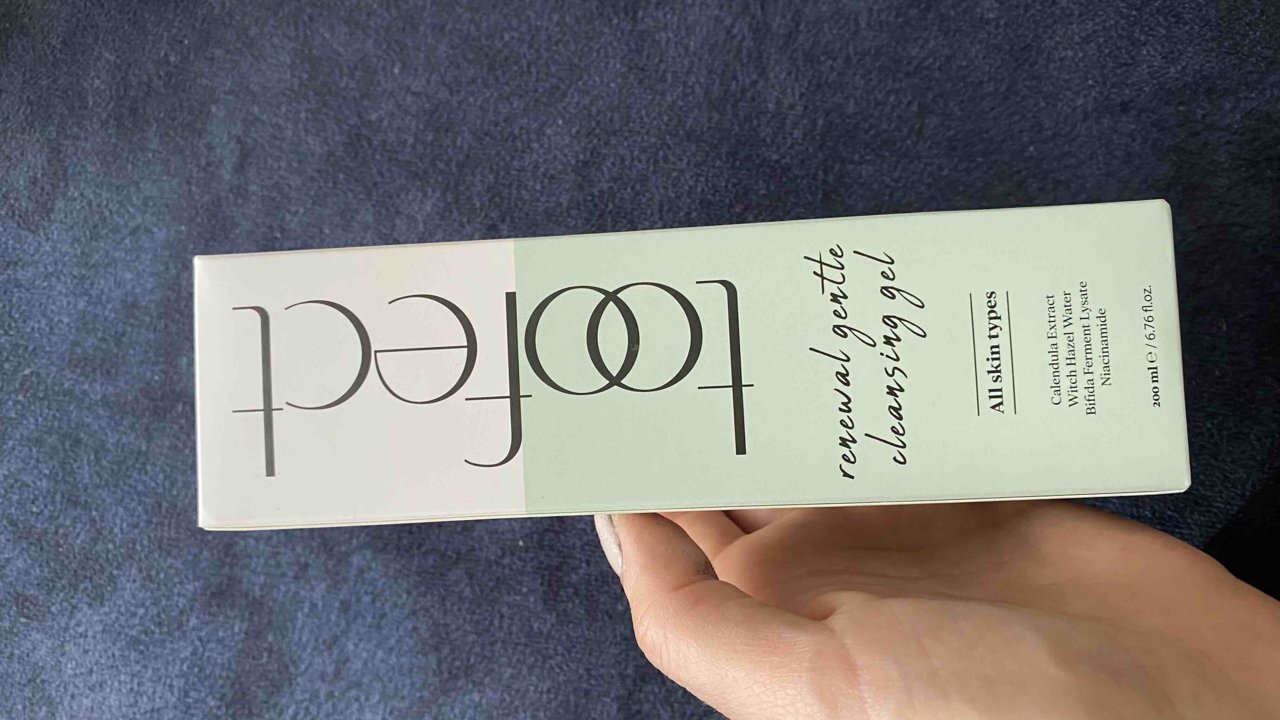 toofect
renewal gentle
cleansing gel
All skin types
Calendula Extract
Witch Hazel Water
Bifida Ferment Lysate
Niacinamide
200 ml ℮ / 6.76 fl.oz.